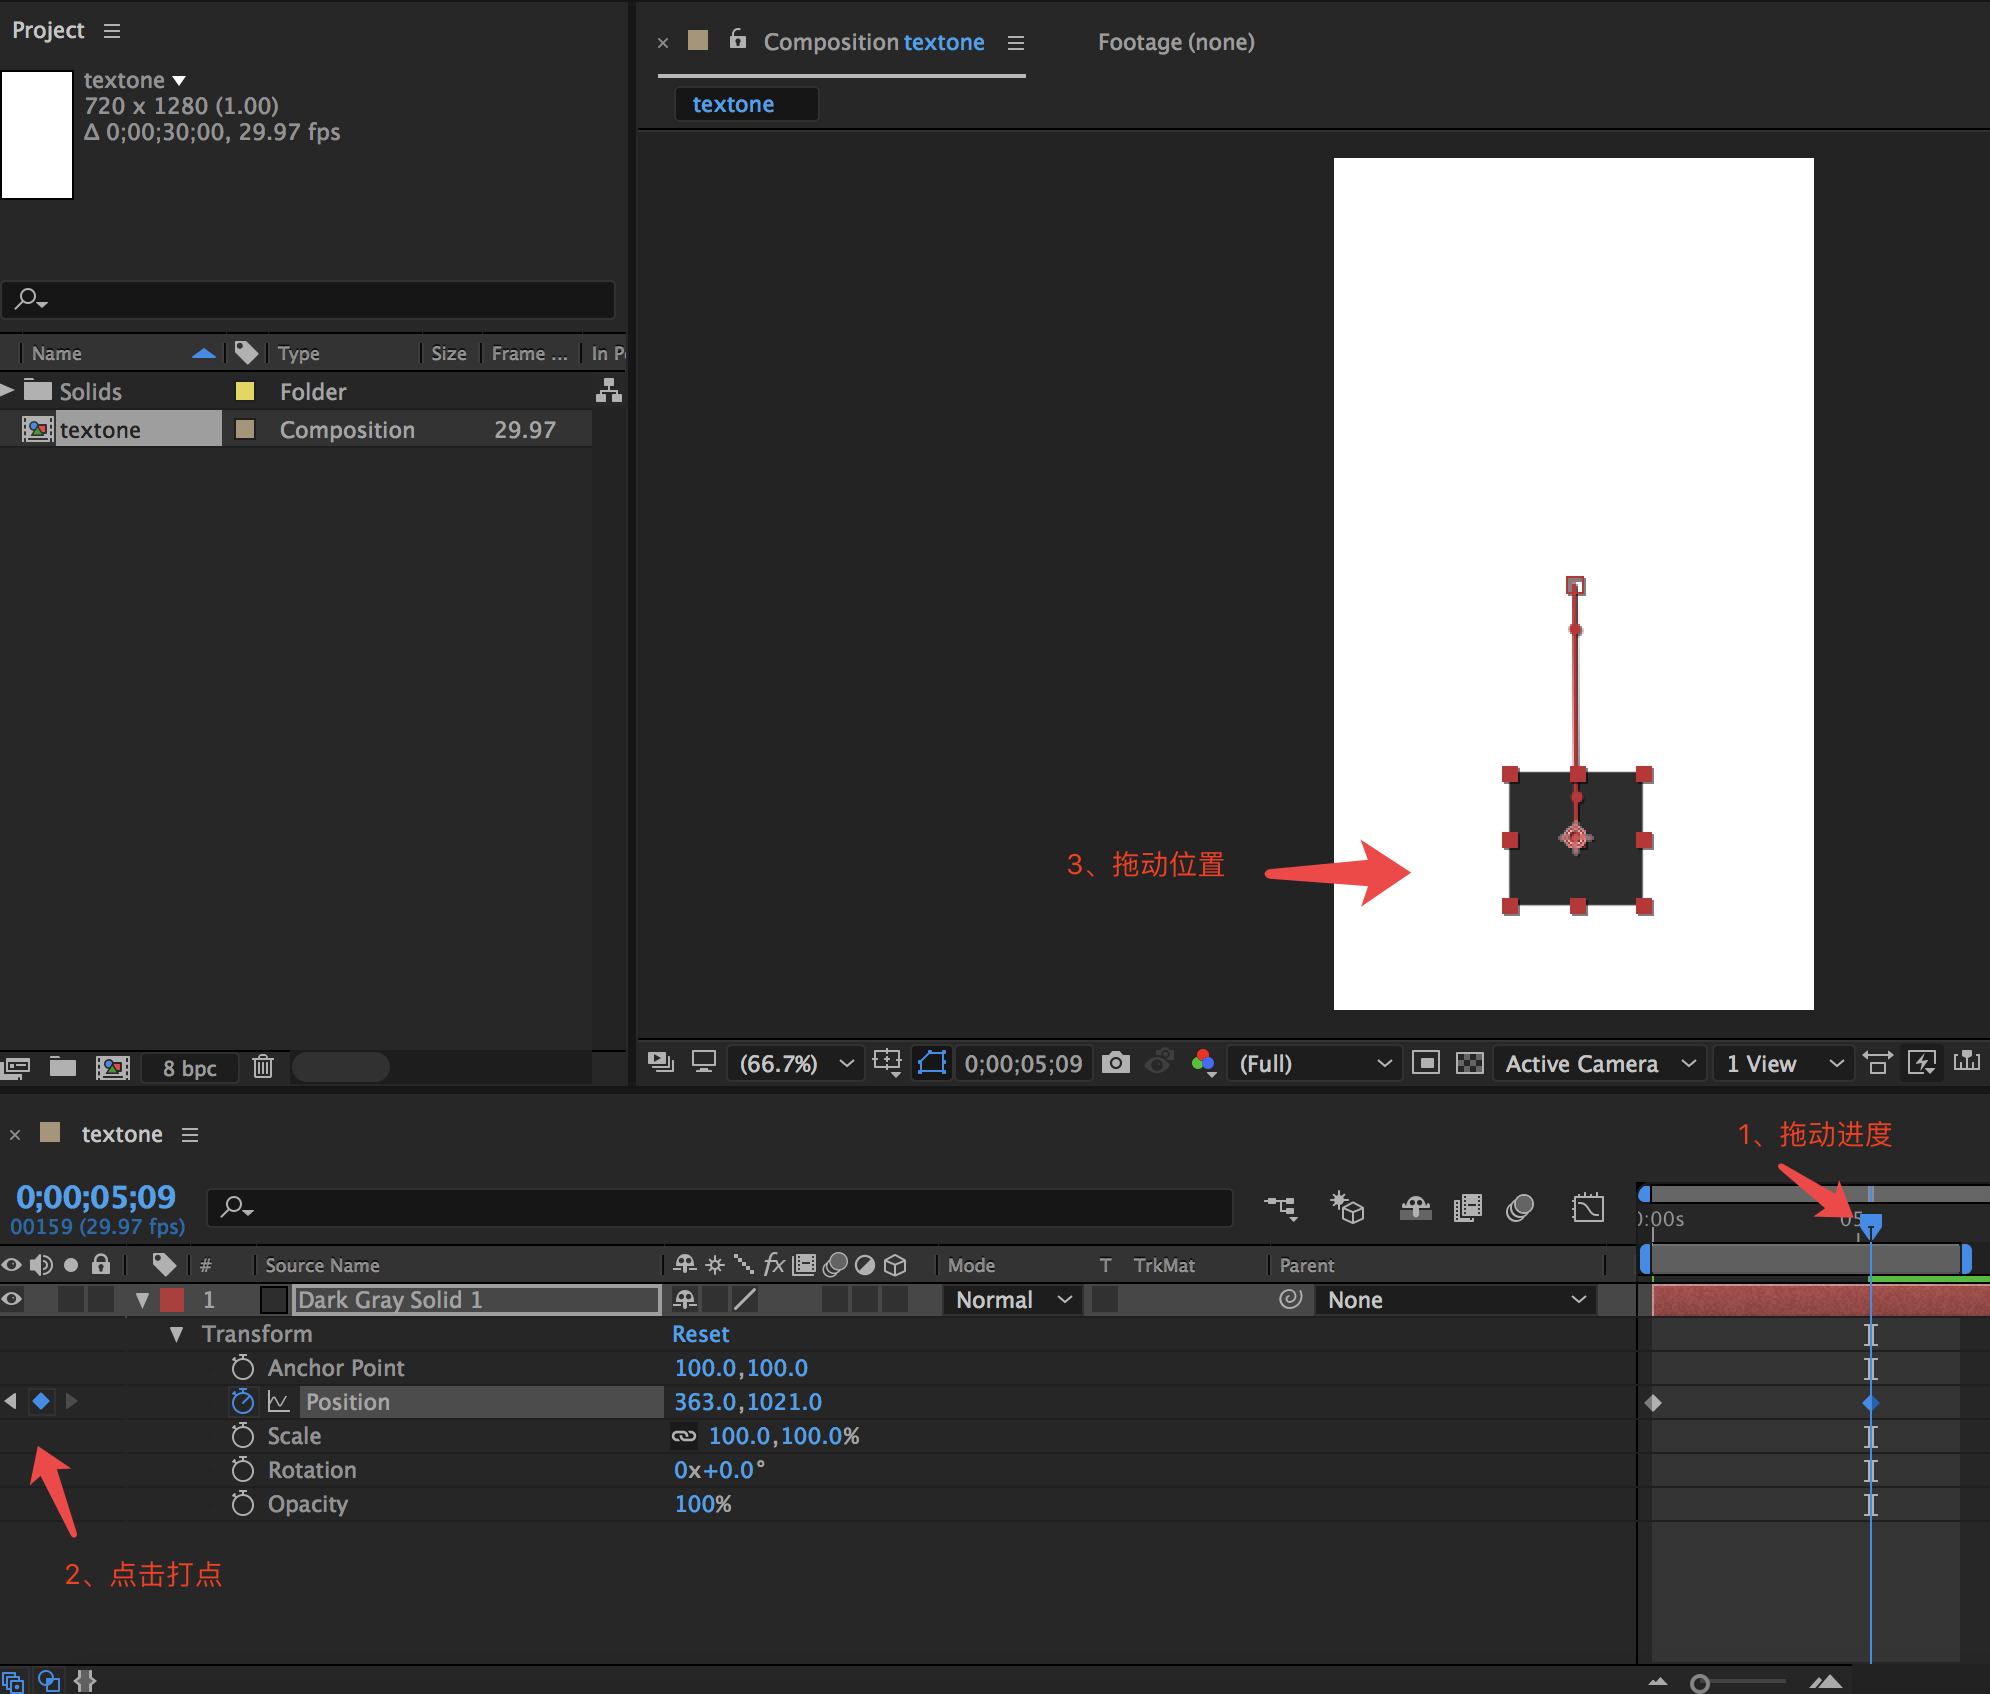 Project
textone
720 x 1280 (1.00)
Δ 0;00;30;00, 29.97 fps
Name Type Size Frame ... In
Solids Folder
textone Composition 29.97
8 bpc
Composition textone Footage (none)
textone
3、拖动位置
(66.7%) 0;00;05;09 (Full) Active Camera 1 View
textone
1、拖动进度
0;00;05;09
00159 (29.97 fps)
:00s 05
# Source Name fx Mode T TrkMat Parent
1 Dark Gray Solid 1 Normal None
Transform Reset
Anchor Point 100.0,100.0
Position 363.0,1021.0
Scale 100.0,100.0%
Rotation 0x+0.0°
Opacity 100%
2、点击打点